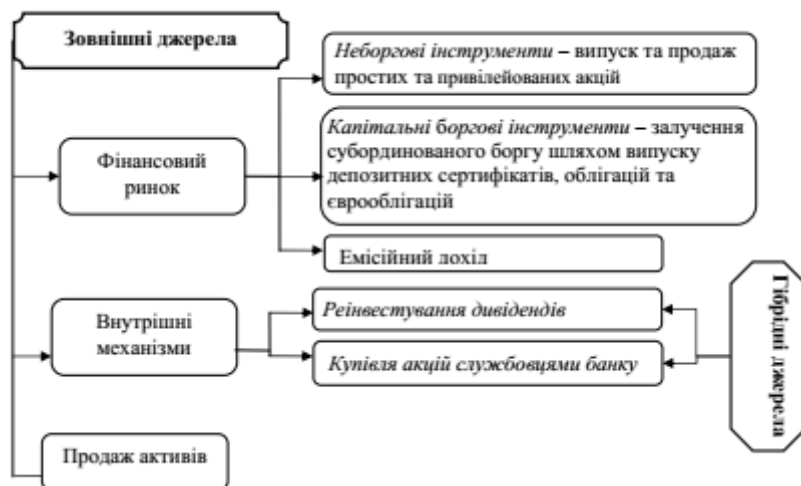 Зовнішні джерела
Неборгові інструменти – випуск та продаж
простих та привілейованих акцій
Фінансовий
ринок
Капітальні боргові інструменти – залучення
субординованого боргу шляхом випуску
депозитних сертифікатів, облігацій та
єврооблігацій
Емісійний дохід
Внутрішні
механізми
Реінвестування дивідендів
Купівля акцій службовцями банку
Гібридні джерела
Продаж активів